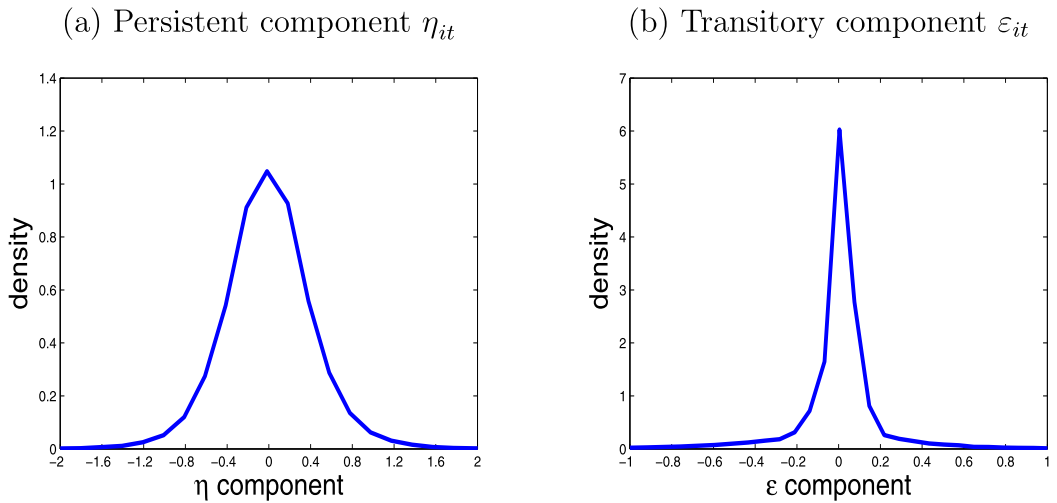 (a) Persistent component ηit
(b) Transitory component εit
1.4
1.2
1
0.8
0.6
0.4
0.2
0
density
−2 −1.6 −1.2 −0.8 −0.4 0 0.4 0.8 1.2 1.6 2
η component
7
6
5
4
3
2
1
0
density
−1 −0.8 −0.6 −0.4 −0.2 0 0.2 0.4 0.6 0.8 1
ε component